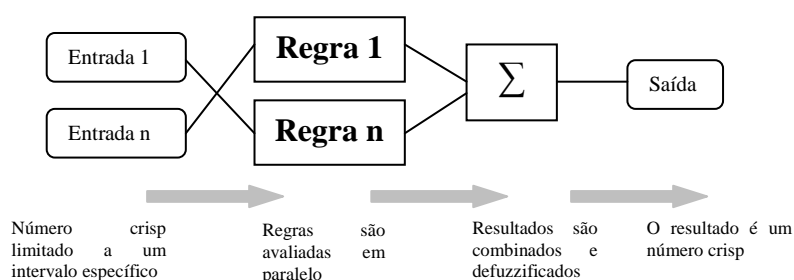 Entrada 1
Regra 1
∑
Saída
Entrada n
Regra n
Número crisp
limitado a um
intervalo específico
Regras são
avaliadas em
paralelo
Resultados são
combinados e
defuzzificados
O resultado é um
número crisp